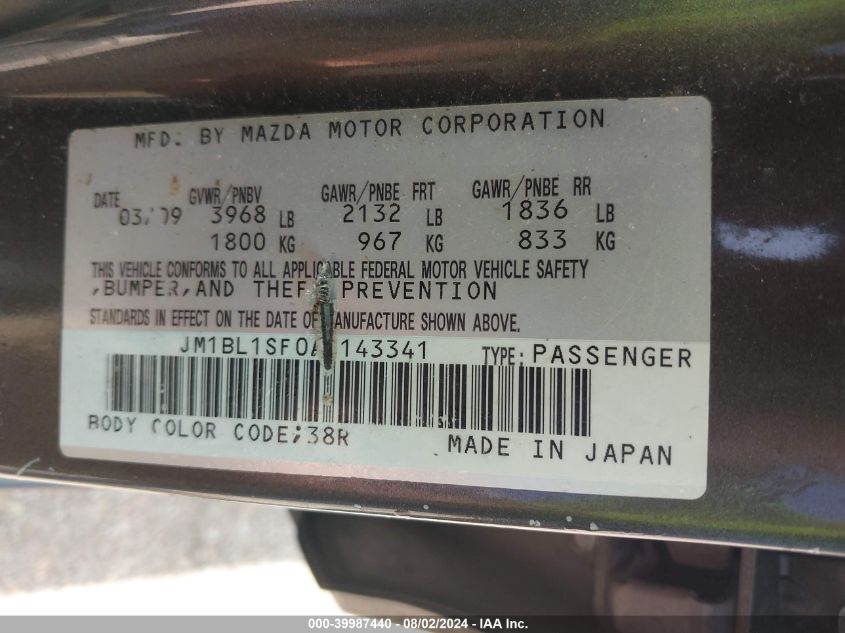 MFD. BY MAZDA MOTOR CORPORATION
DATE GVWR/PNBV GAWR/PNBE FRT GAWR/PNBE RR
03/09 3968 LB 2132 LB 1836 LB
1800 KG 967 KG 833 KG
THIS VEHICLE CONFORMS TO ALL APPLICABLE FEDERAL MOTOR VEHICLE SAFETY
,BUMPER,AND THEFT PREVENTION
STANDARDS IN EFFECT ON THE DATE OF MANUFACTURE SHOWN ABOVE.
JM1BL1SF0A 143341 TYPE: PASSENGER
BODY COLOR CODE;38R MADE IN JAPAN
000-39987440 - 08/02/2024 - © IAA Inc.